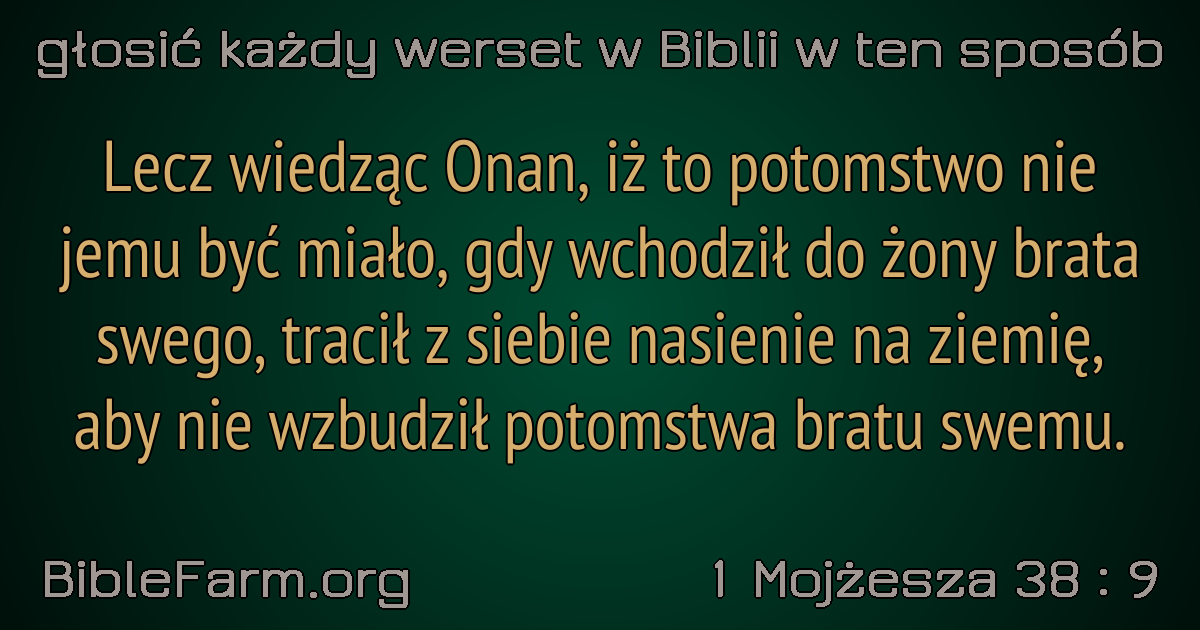 głosić każdy werset w Biblii w ten sposób
Lecz wiedząc Onan, iż to potomstwo nie
jemu być miało, gdy wchodził do żony brata
swego, tracił z siebie nasienie na ziemię,
aby nie wzbudził potomstwa bratu swemu.
BibleFarm.org
1 Mojżesza 38 : 9